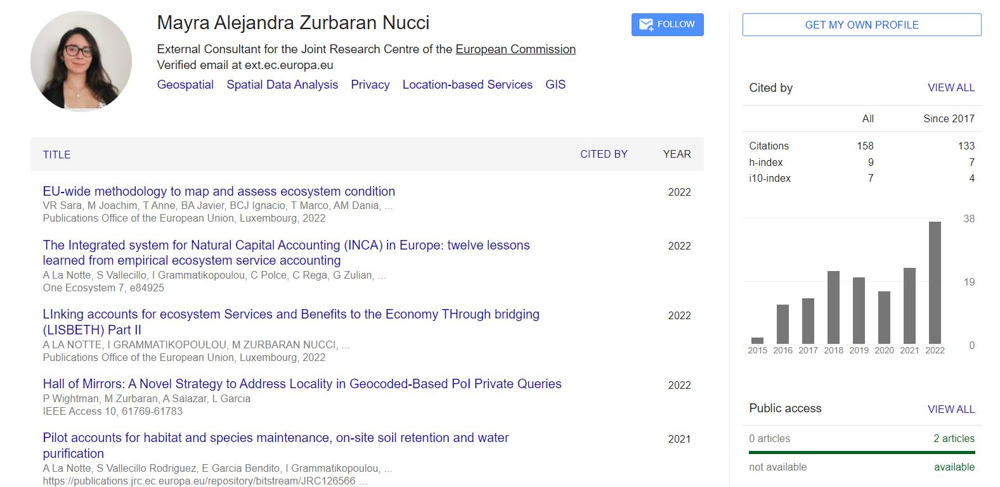 Mayra Alejandra Zurbaran Nucci
FOLLOW
External Consultant for the Joint Research Centre of the European Commission
Verified email at ext.ec.europa.eu
Geospatial Spatial Data Analysis Privacy Location-based Services GIS
TITLE CITED BY YEAR
EU-wide methodology to map and assess ecosystem condition 2022
VR Sara, M Joachim, T Anne, BA Javier, BCJ Ignacio, T Marco, AM Dania, ...
Publications Office of the European Union, Luxembourg, 2022
The Integrated system for Natural Capital Accounting (INCA) in Europe: twelve lessons 2022
learned from empirical ecosystem service accounting
A La Notte, S Vallecillo, I Grammatikopoulou, C Polce, C Rega, G Zulian, ...
One Ecosystem 7, e84925
LInking accounts for ecosystem Services and Benefits to the Economy THrough bridging 2022
(LISBETH) Part II
A LA NOTTE, I GRAMMATIKOPOULOU, M ZURBARAN NUCCI, ...
Publications Office of the European Union, Luxembourg, 2022
Hall of Mirrors: A Novel Strategy to Address Locality in Geocoded-Based PoI Private Queries 2022
P Wightman, M Zurbaran, A Salazar, L Garcia
IEEE Access 10, 61769-61783
Pilot accounts for habitat and species maintenance, on-site soil retention and water 2021
purification
A La Notte, S Vallecillo Rodriguez, E Garcia Bendito, I Grammatikopoulou, ...
https://publications.jrc.ec.europa.eu/repository/bitstream/JRC126566 …
GET MY OWN PROFILE
Cited by VIEW ALL
All Since 2017
Citations 158 133
h-index 9 7
i10-index 7 4
38
19
0
2015 2016 2017 2018 2019 2020 2021 2022
Public access VIEW ALL
0 articles 2 articles
not available available